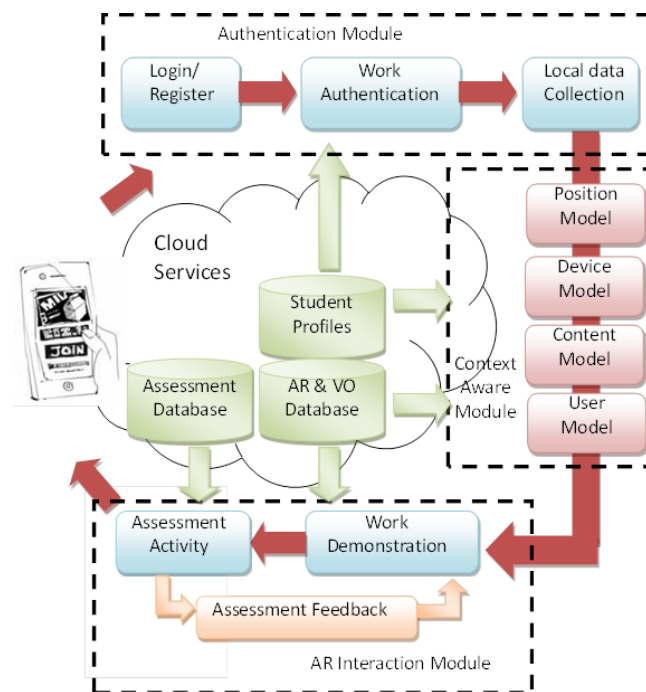 Authentication Module
Login/
Register
Work
Authentication
Local data
Collection
Cloud
Services
Position
Model
Device
Model
Content
Model
User
Model
Context
Aware
Module
Student
Profiles
Assessment
Database
AR & VO
Database
MILK
JOIN
Assessment
Activity
Work
Demonstration
Assessment Feedback
AR Interaction Module